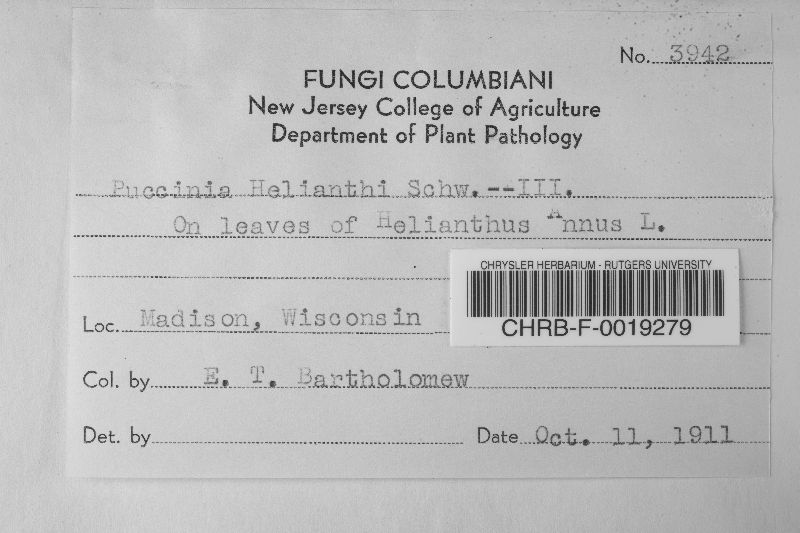 No. 3942
FUNGI COLUMBIANI
New Jersey College of Agriculture
Department of Plant Pathology
Puccinia Helianthi Schw.--III.
On leaves of Helianthus Annus L.
CHRYSLER HERBARIUM - RUTGERS UNIVERSITY
CHRB-F-0019279
Loc. Madison, Wisconsin
Col. by E. T. Bartholomew
Det. by
Date Oct. 11, 1911